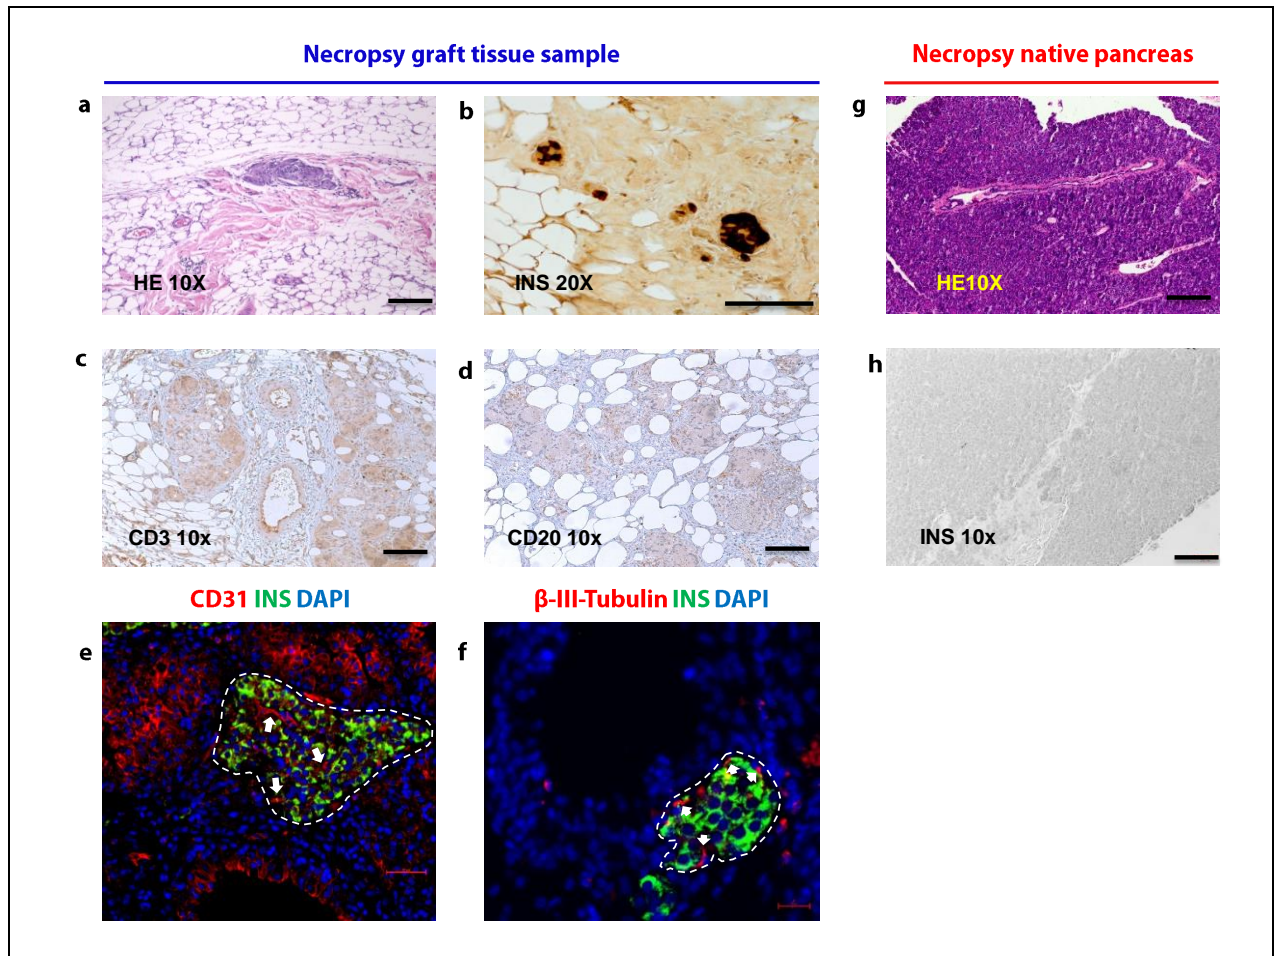 Necropsy graft tissue sample
Necropsy native pancreas
a
HE 10X
b
INS 20X
g
HE10X
c
CD3 10x
d
CD20 10x
h
INS 10x
CD31 INS DAPI
β-III-Tubulin INS DAPI
e
f